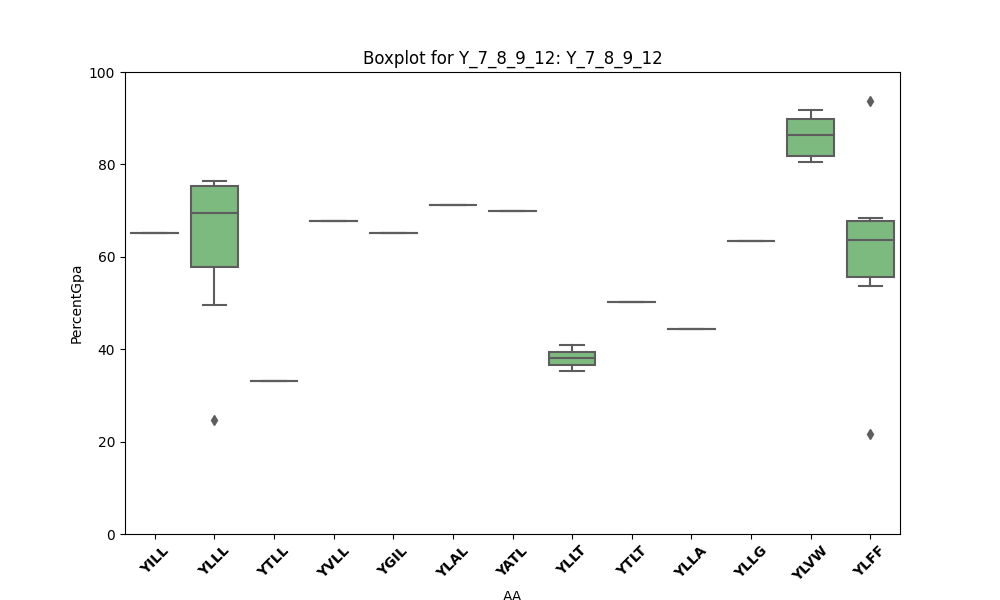 Boxplot for Y_7_8_9_12: Y_7_8_9_12
PercentGpa
100
80
60
40
20
0
YILL YLLL YTLL YVLL YGIL YLAL YATL YLLT YTLT YLLA YLLG YLVW YLFF
AA